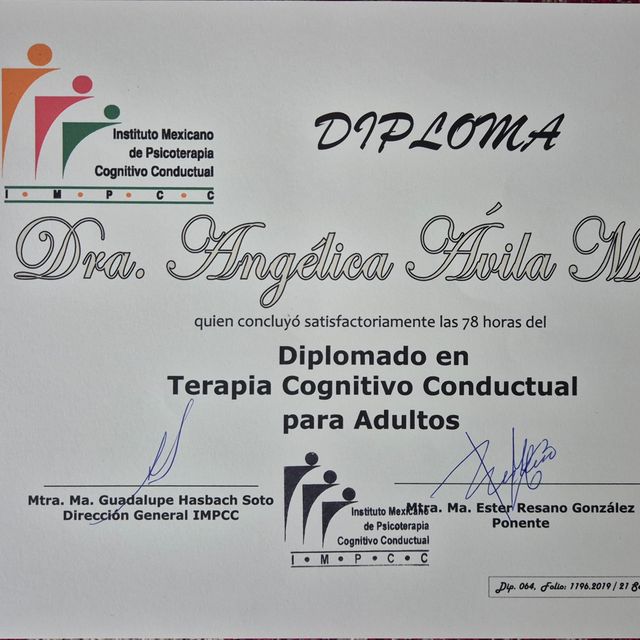 Instituto Mexicano
de Psicoterapia
Cognitivo Conductual
I • M • P • C • C
DIPLOMA
Dra. Angélica Ávila M
quien concluyó satisfactoriamente las 78 horas del
Diplomado en
Terapia Cognitivo Conductual
para Adultos
Mtra. Ma. Guadalupe Hasbach Soto
Dirección General IMPCC
Mtra. Ma. Ester Resano González
Ponente
Instituto Mexicano
de Psicoterapia
Cognitivo Conductual
I • M • P • C • C
Dip. 064, Folio: 1196.2019 / 21 S